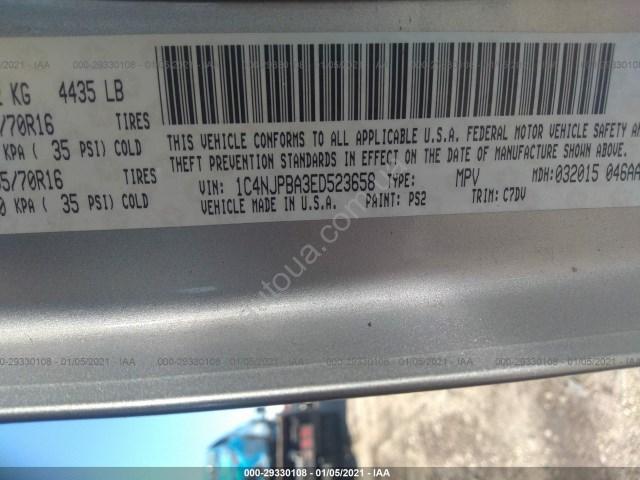 000-29330108 - 01/05/2021 - IAA
KG 4435 LB
/70R16 TIRES
KPA ( 35 PSI) COLD
5/70R16 TIRES
0 KPA ( 35 PSI) COLD
THIS VEHICLE CONFORMS TO ALL APPLICABLE U.S.A. FEDERAL MOTOR VEHICLE SAFETY AN
THEFT PREVENTION STANDARDS IN EFFECT ON THE DATE OF MANUFACTURE SHOWN ABOVE.
VIN: 1C4NJPBA3ED523658 TYPE: MPV MDH:032015 046AA
VEHICLE MADE IN U.S.A. PAINT: PS2 TRIM: C7DV
autoua.com.ua
000-29330108 - 01/05/2021 - IAA
000-29330108 - 01/05/2021 - IAA